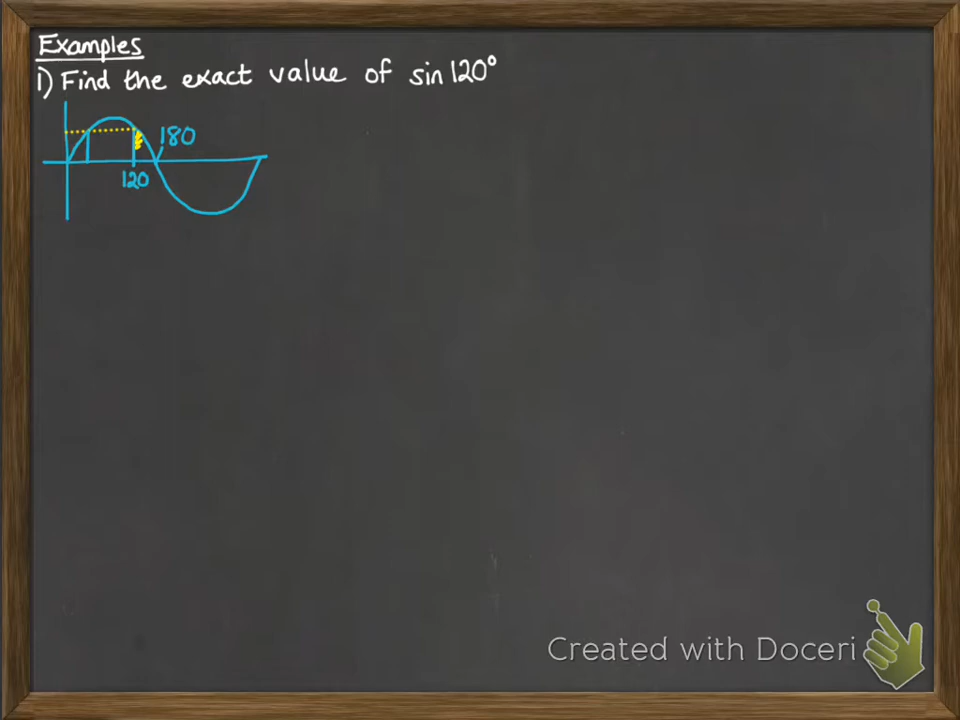 Examples
1) Find the exact value of sin 120°
180
120
Created with Doceri